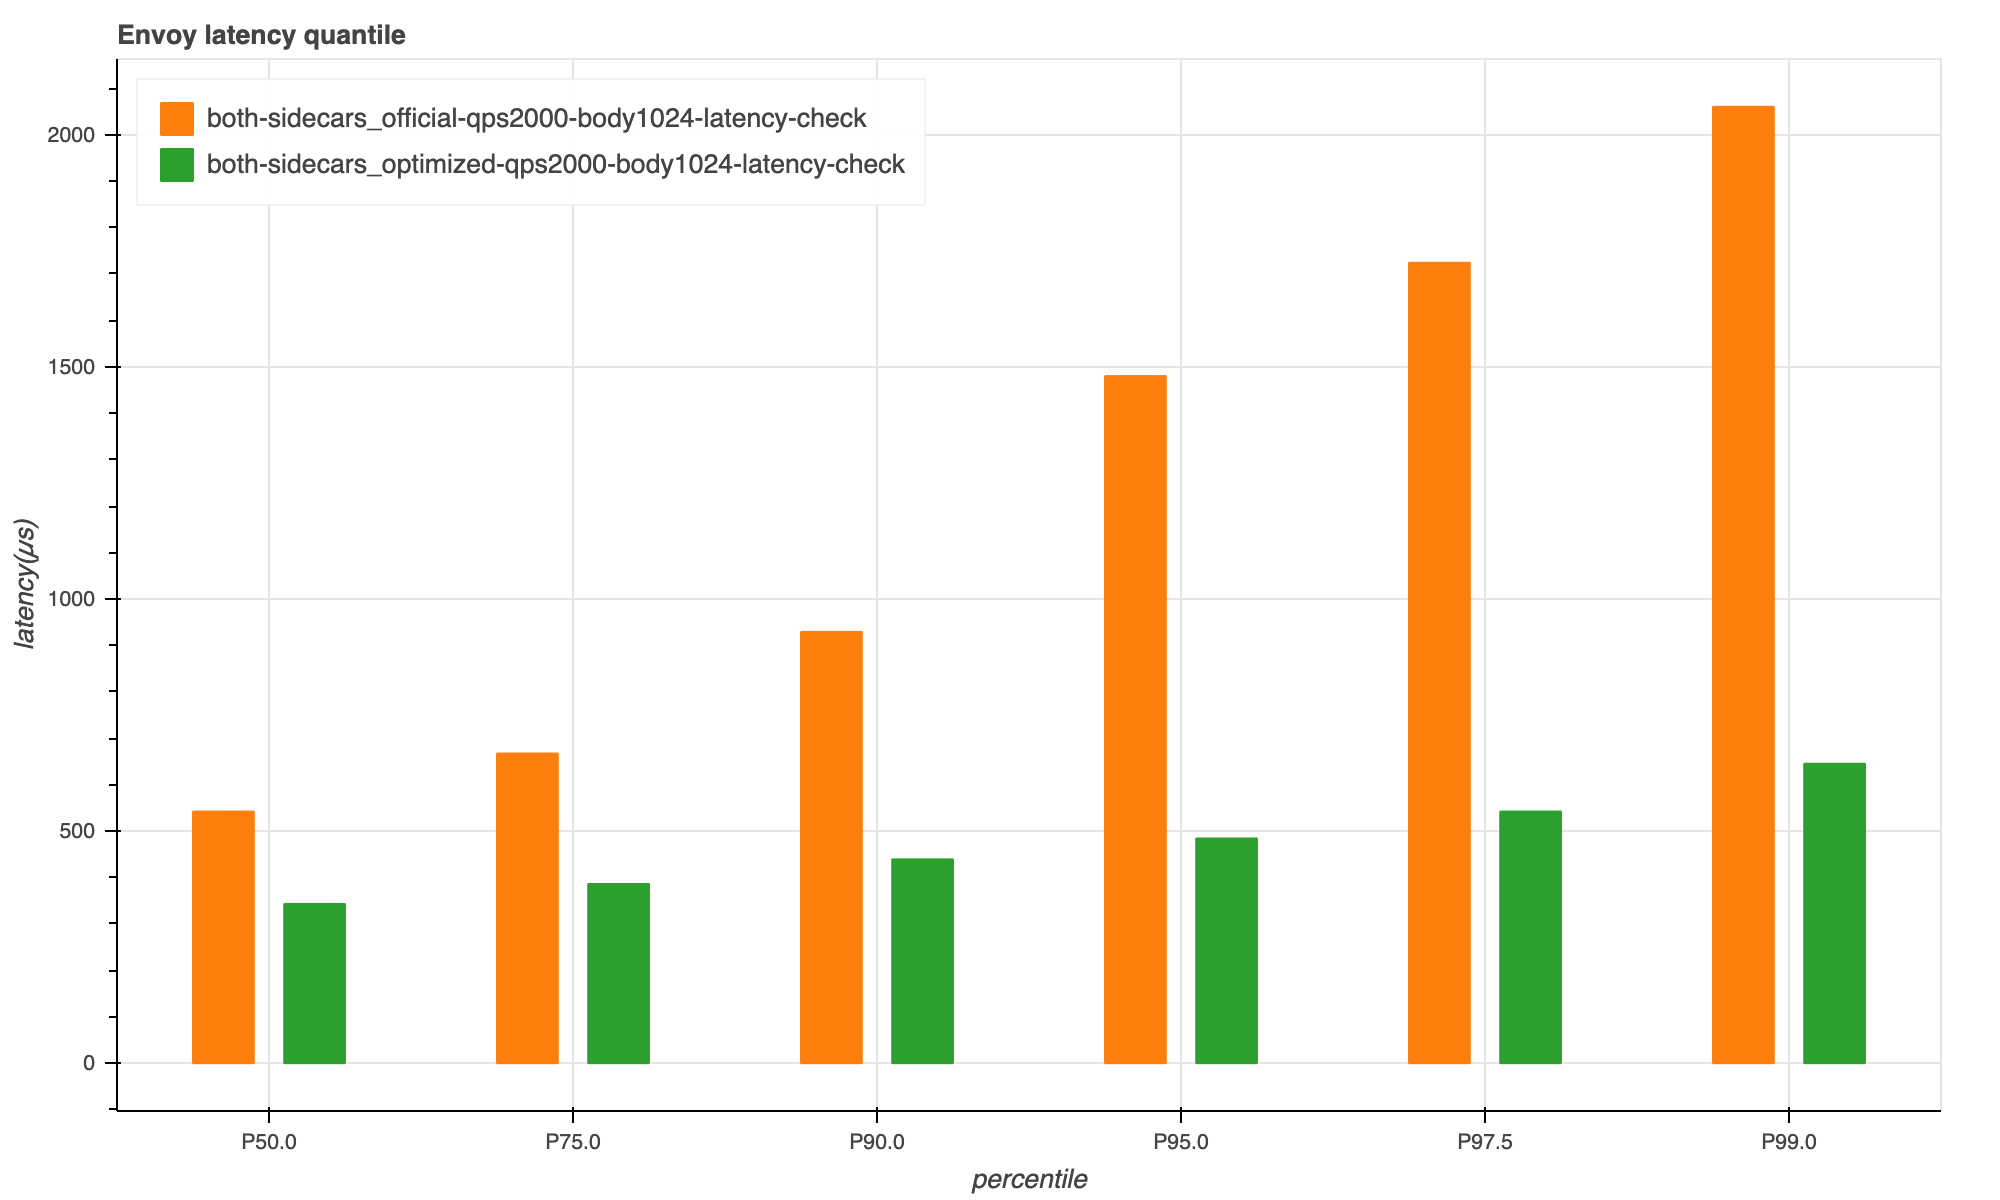 Envoy latency quantile
both-sidecars_official-qps2000-body1024-latency-check
both-sidecars_optimized-qps2000-body1024-latency-check
2000
1500
1000
500
0
latency(μs)
P50.0 P75.0 P90.0 P95.0 P97.5 P99.0
percentile